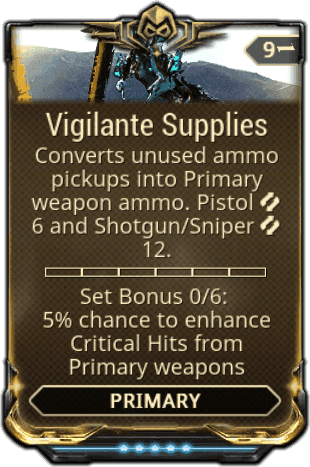 9
Vigilante Supplies
Converts unused ammo
pickups into Primary
weapon ammo. Pistol
6 and Shotgun/Sniper
12.
Set Bonus 0/6:
5% chance to enhance
Critical Hits from
Primary weapons
PRIMARY